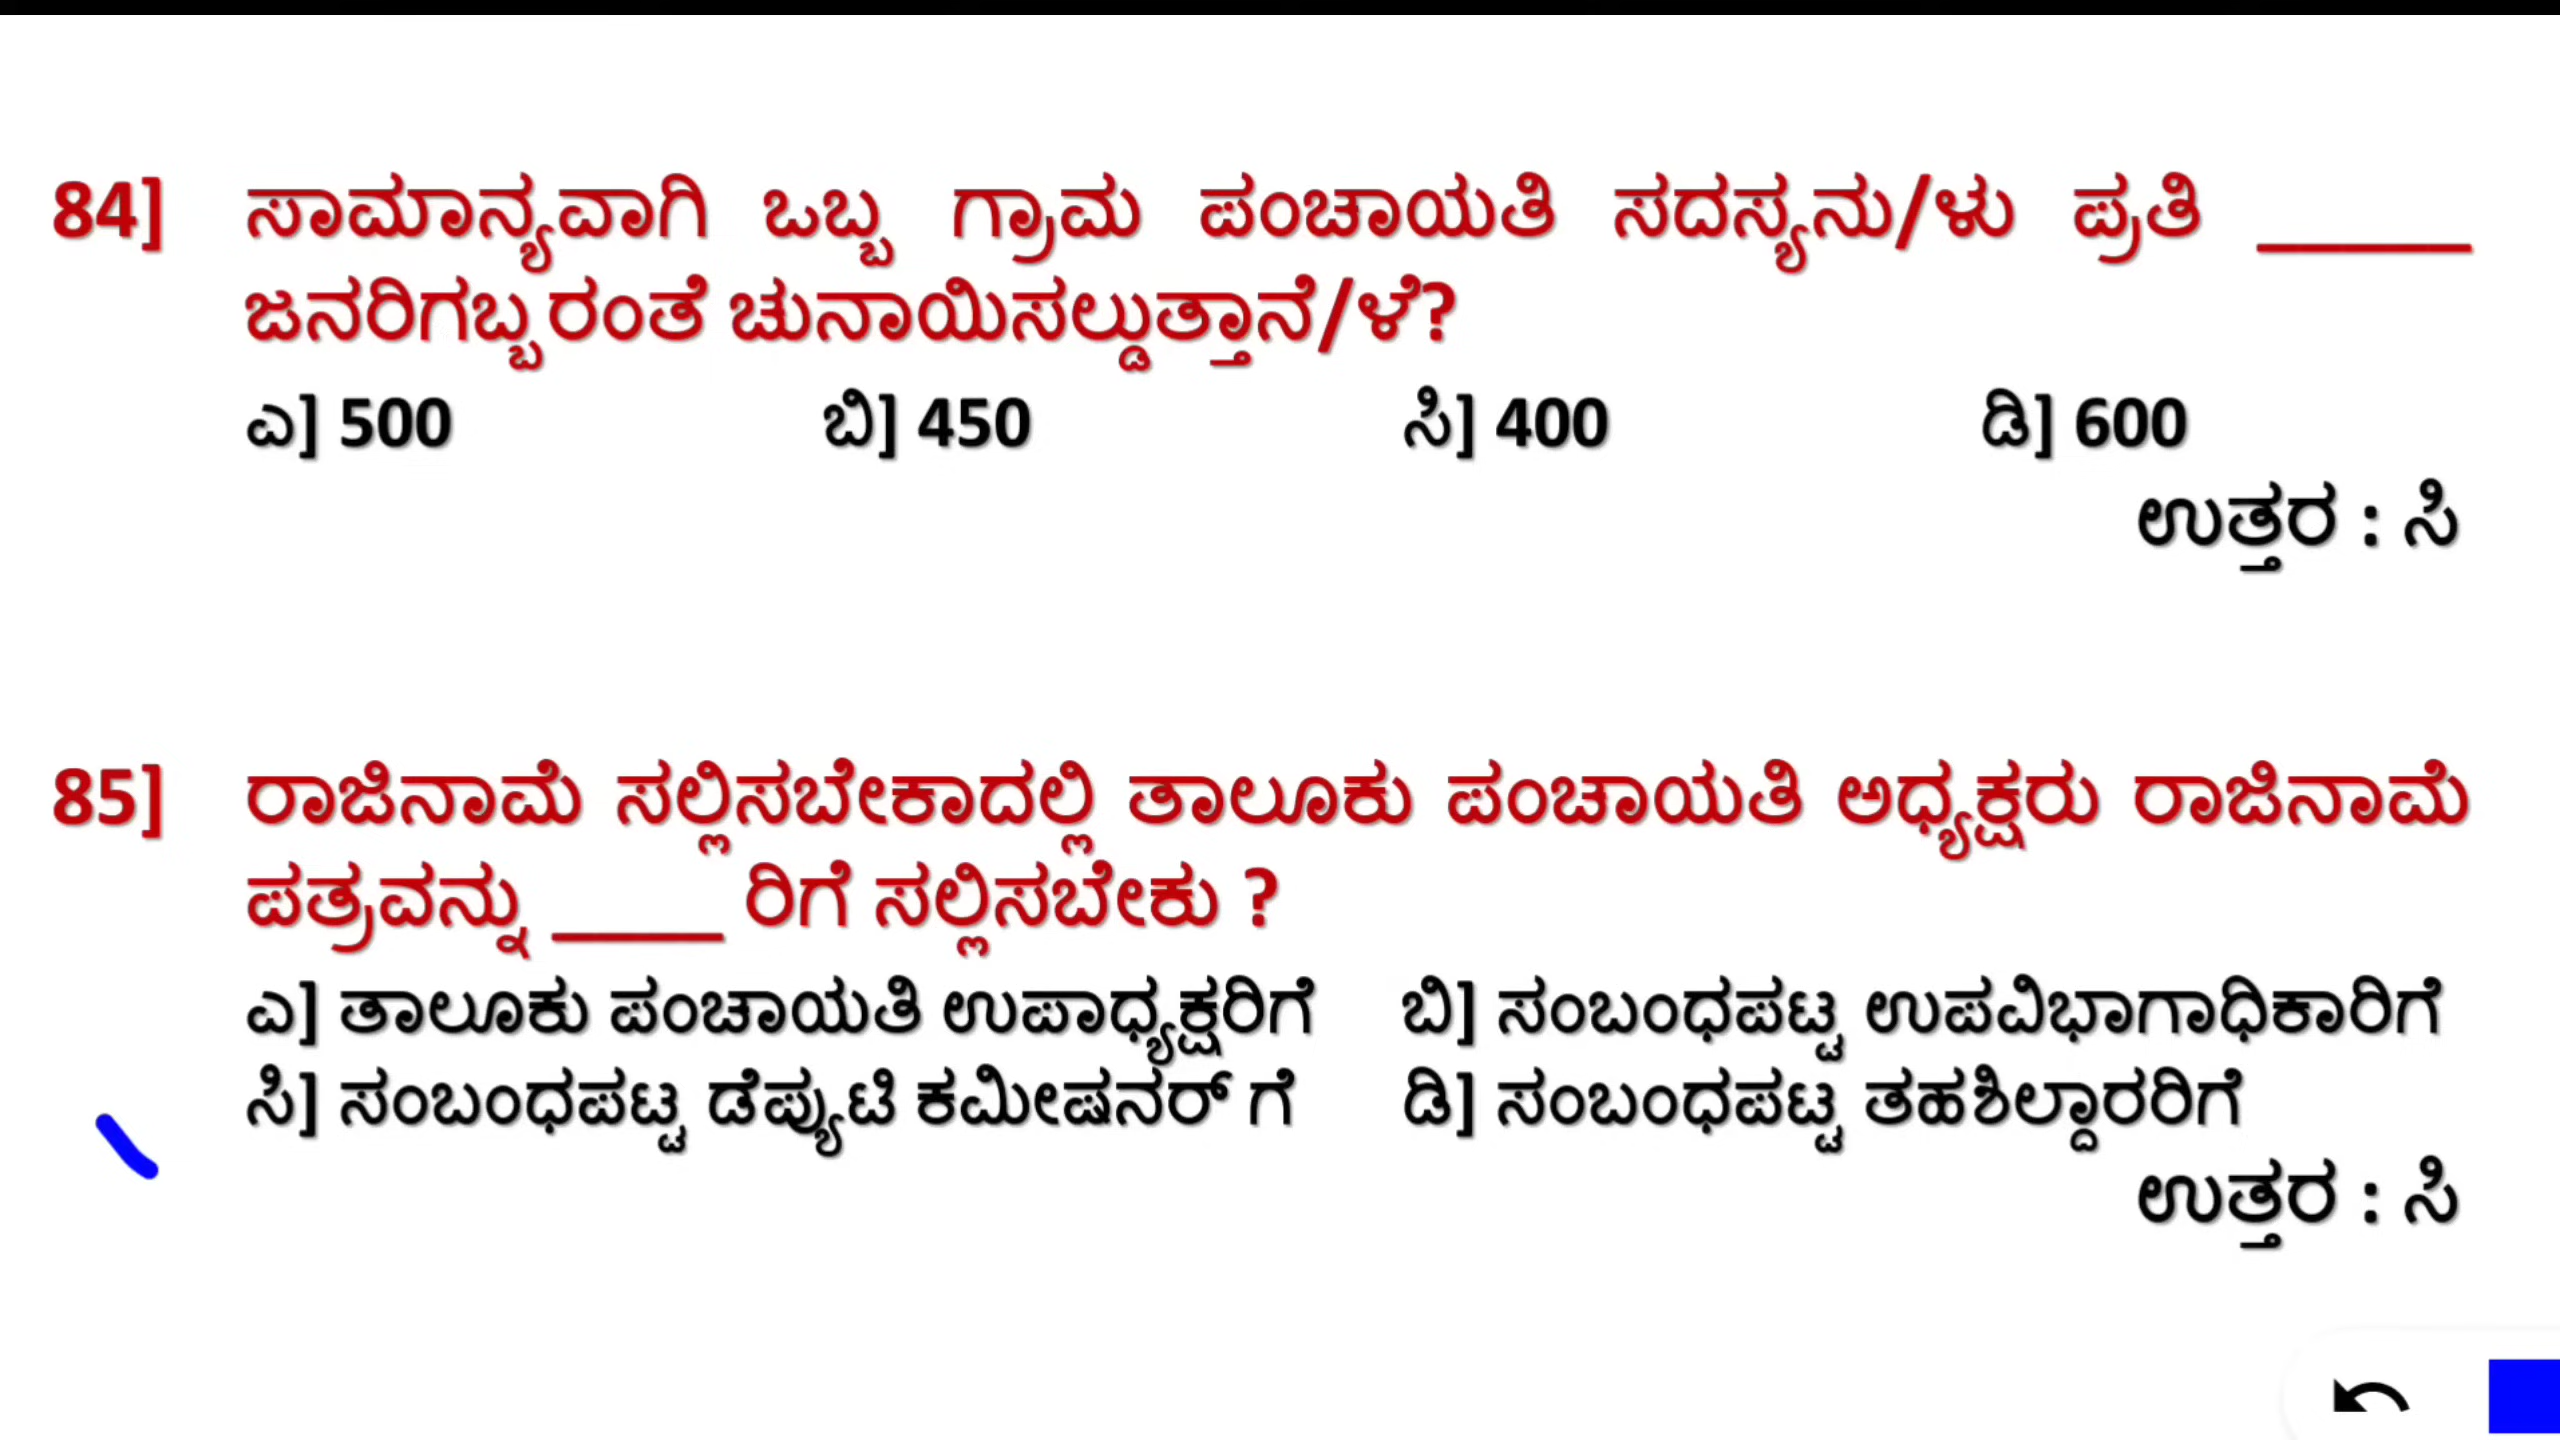 84] ಸಾಮಾನ್ಯವಾಗಿ ಒಬ್ಬ ಗ್ರಾಮ ಪಂಚಾಯತಿ ಸದಸ್ಯನು/ಳು ಪ್ರತಿ _____
ಜನರಿಗಬ್ಬರಂತೆ ಚುನಾಯಿಸಲ್ಡುತ್ತಾನೆ/ಳೆ?
ಎ] 500 ಬಿ] 450 ಸಿ] 400 ಡಿ] 600
ಉತ್ತರ : ಸಿ
85] ರಾಜಿನಾಮೆ ಸಲ್ಲಿಸಬೇಕಾದಲ್ಲಿ ತಾಲೂಕು ಪಂಚಾಯತಿ ಅಧ್ಯಕ್ಷರು ರಾಜಿನಾಮೆ
ಪತ್ರವನ್ನು ____ ರಿಗೆ ಸಲ್ಲಿಸಬೇಕು ?
ಎ] ತಾಲೂಕು ಪಂಚಾಯತಿ ಉಪಾಧ್ಯಕ್ಷರಿಗೆ ಬಿ] ಸಂಬಂಧಪಟ್ಟ ಉಪವಿಭಾಗಾಧಿಕಾರಿಗೆ
ಸಿ] ಸಂಬಂಧಪಟ್ಟ ಡೆಪ್ಯುಟಿ ಕಮೀಷನರ್ ಗೆ ಡಿ] ಸಂಬಂಧಪಟ್ಟ ತಹಶಿಲ್ದಾರರಿಗೆ
ಉತ್ತರ : ಸಿ